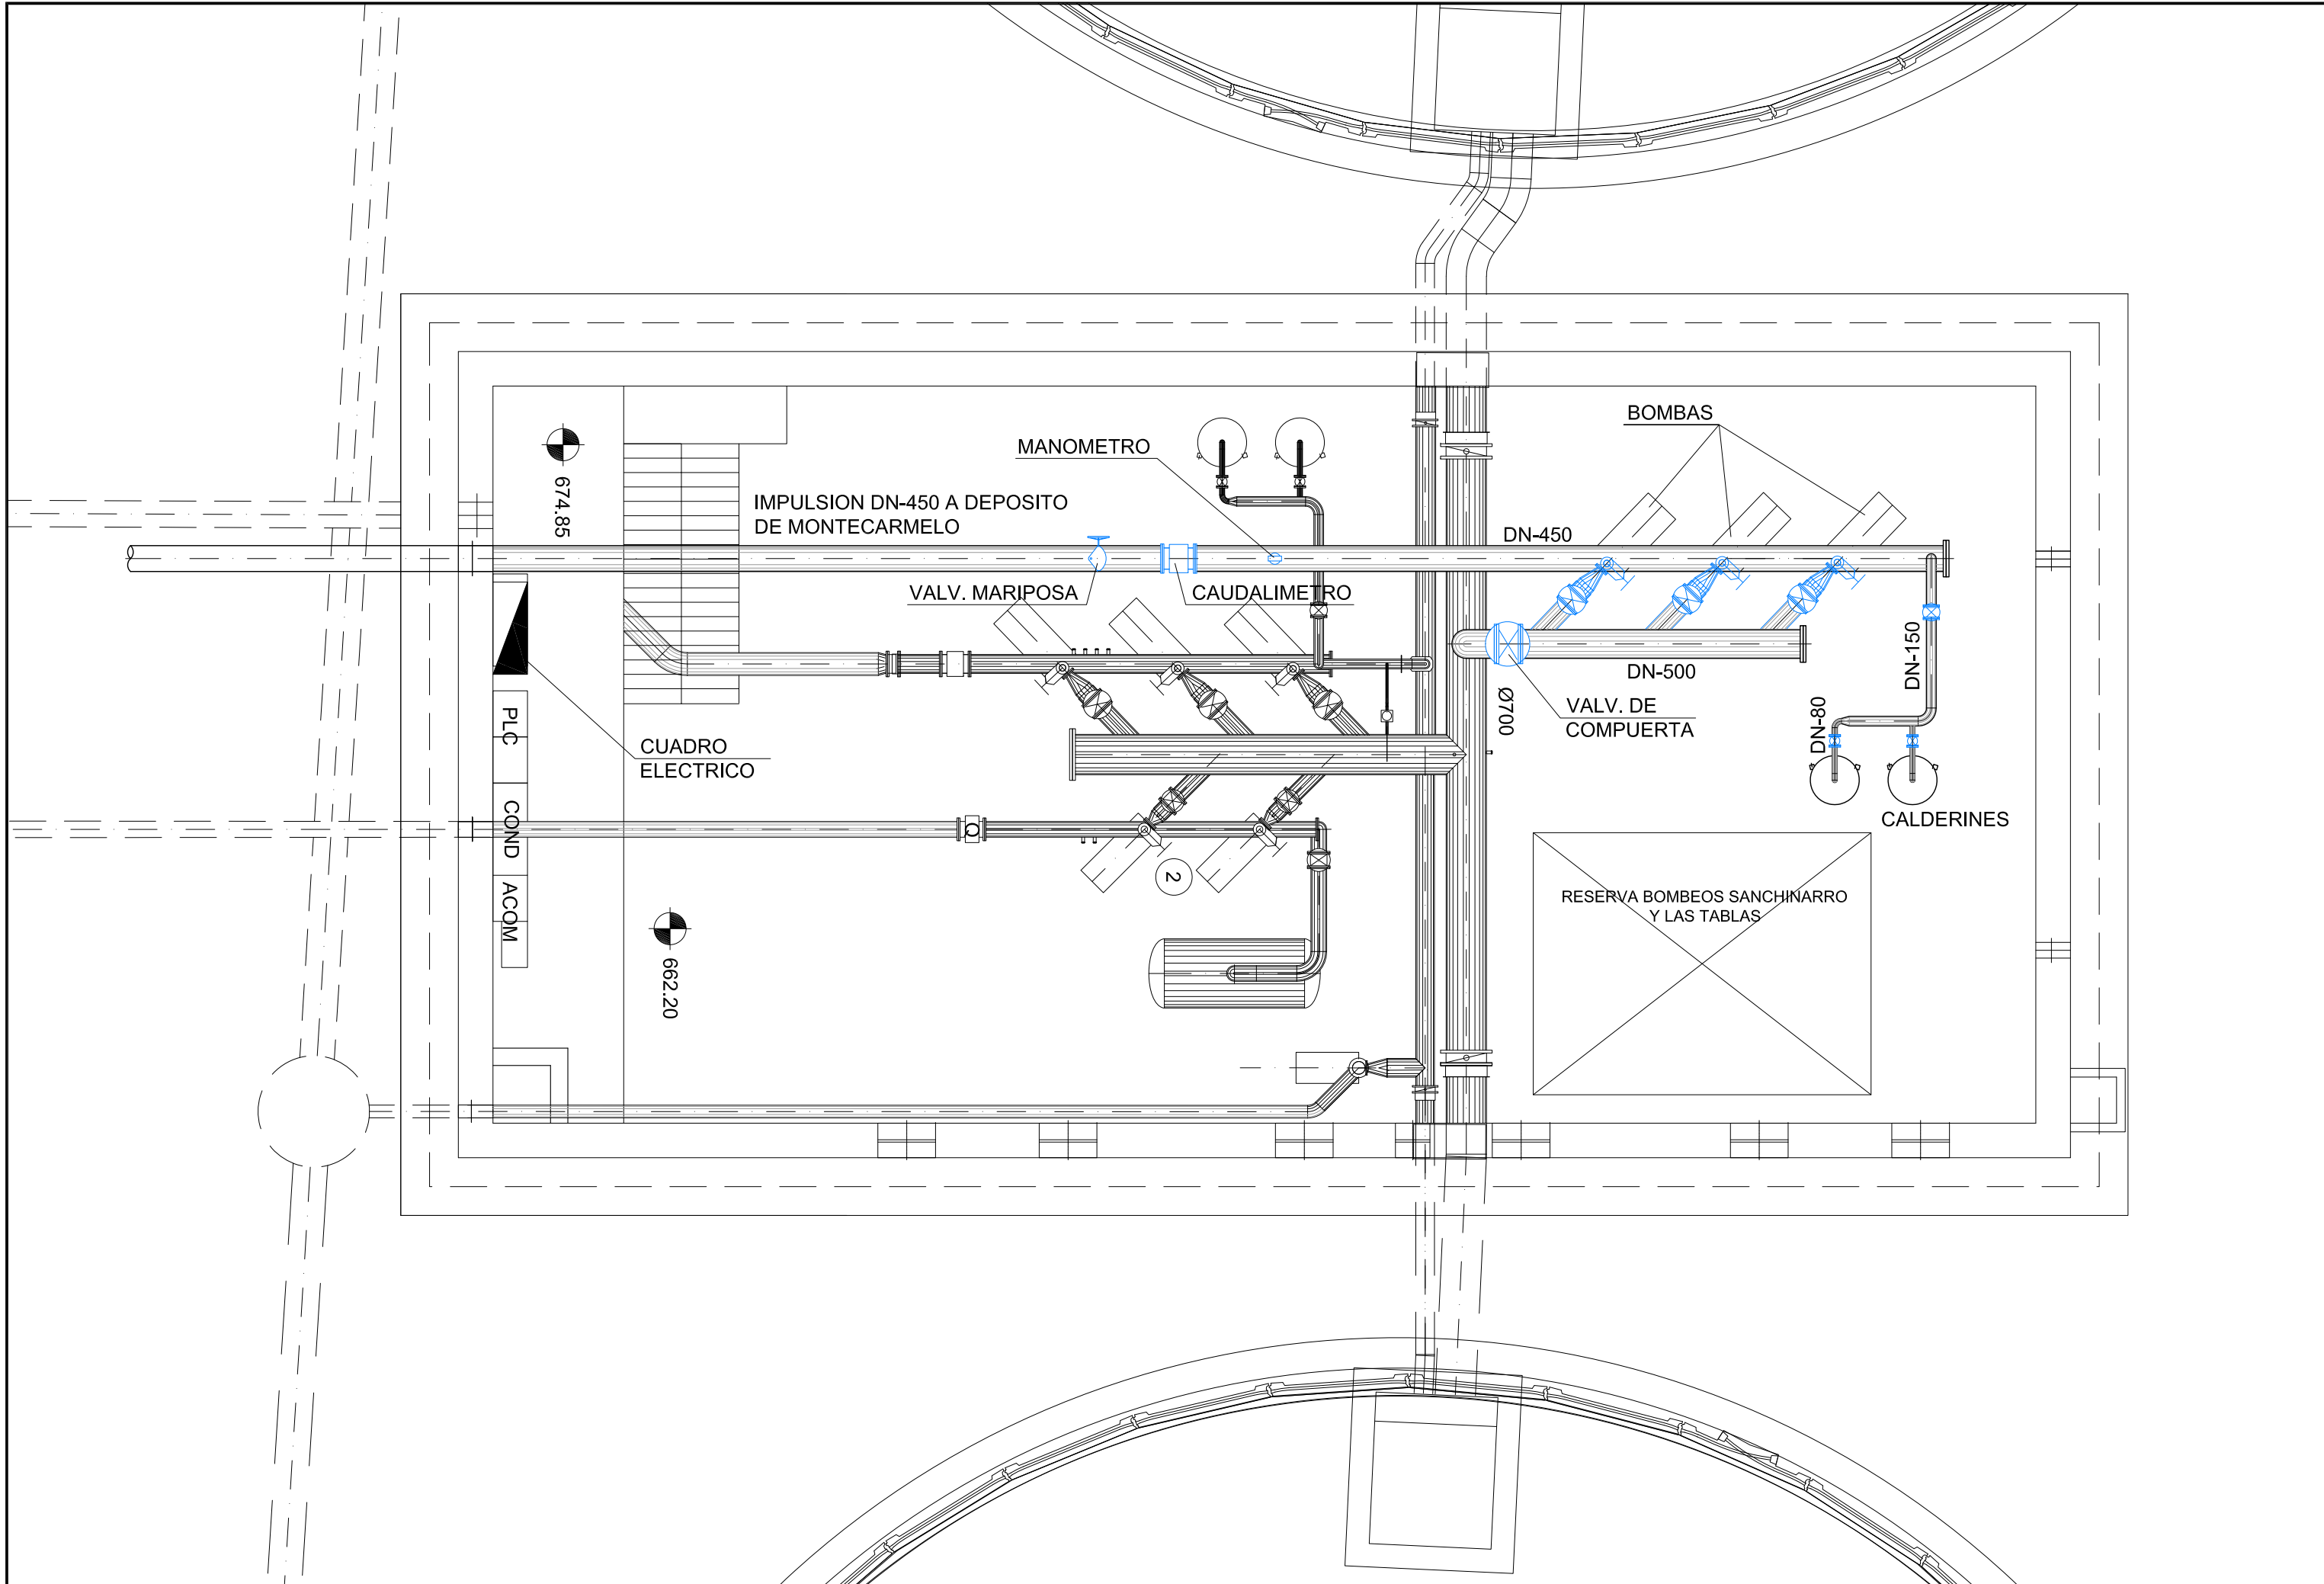 BOMBAS
MANOMETRO
674.85
IMPULSION DN-450 A DEPOSITO
DE MONTECARMELO
DN-450
VALV. MARIPOSA
CAUDALIMETRO
DN-150
DN-500
Ø700
VALV. DE
COMPUERTA
DN-80
PLC
CUADRO
ELECTRICO
COND
Q
CALDERINES
2
ACOM
RESERVA BOMBEOS SANCHINARRO
Y LAS TABLAS
662.20